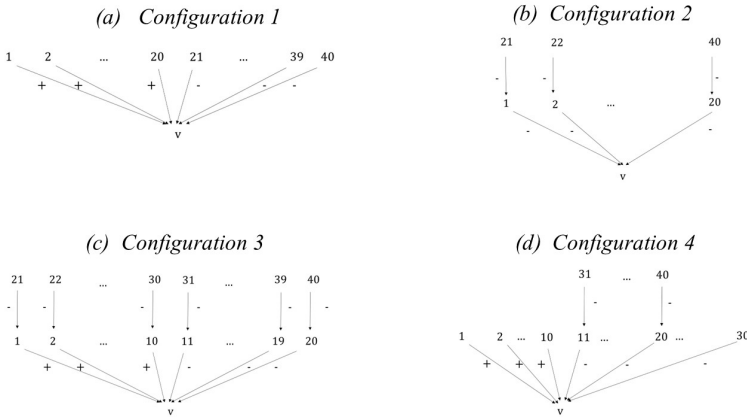 (a) Configuration 1
1 2 ... 20 21 ... 39 40
+ + + - - -
v
(b) Configuration 2
21 22 40
- - -
1 2 ... 20
- - -
v
(c) Configuration 3
21 22 ... 30 31 ... 39 40
- - - - - -
1 2 ... 10 11 ... 19 20
+ + + - - -
v
(d) Configuration 4
31 ... 40
- -
1 2 ... 10 11 ... 20 ... 30
+ + + - - -
v